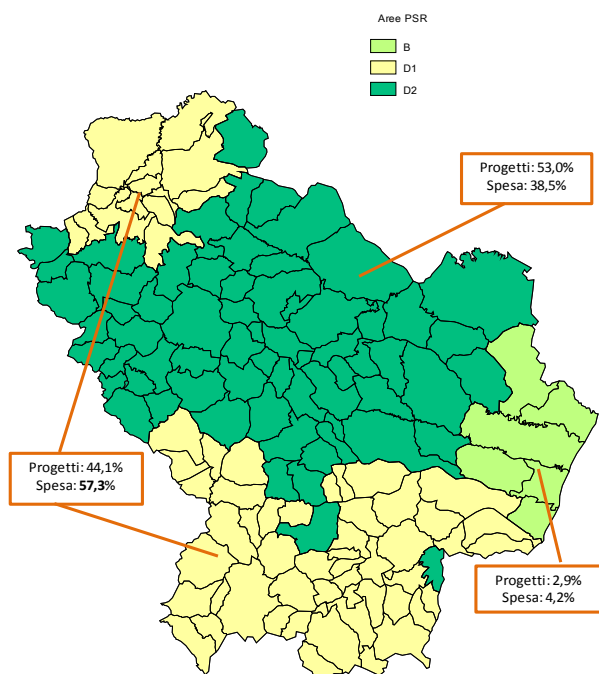 Aree PSR
B
D1
D2
Progetti: 53,0%
Spesa: 38,5%
Progetti: 44,1%
Spesa: 57,3%
Progetti: 2,9%
Spesa: 4,2%